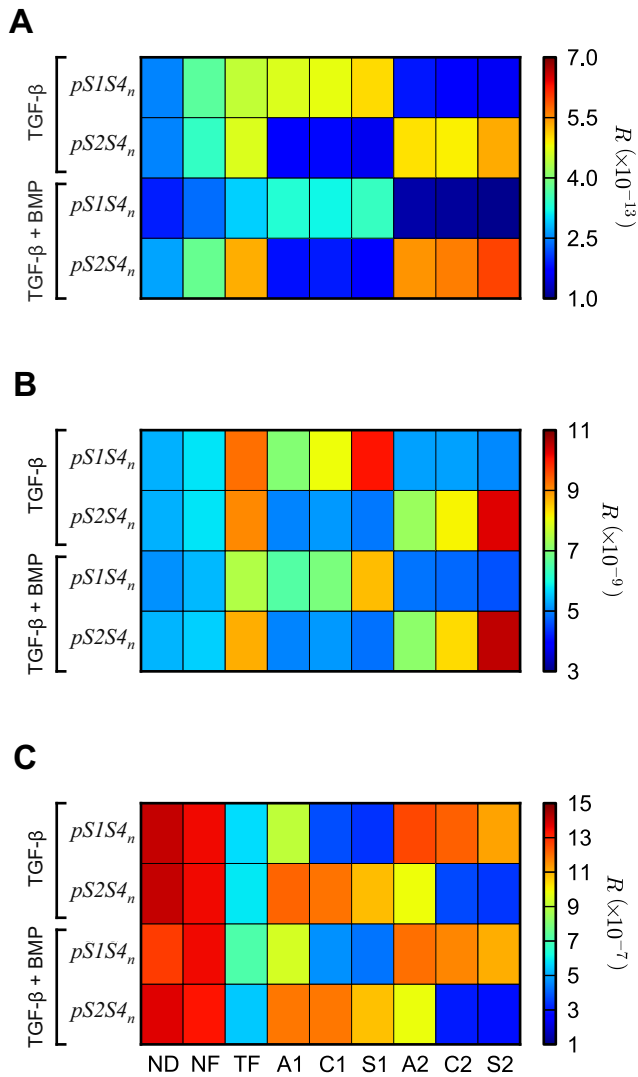 A
TGF-β
pS1S4n
pS2S4n
TGF-β + BMP
pS1S4n
pS2S4n
7.0
5.5
4.0
2.5
1.0
R (×10−13)
B
TGF-β
pS1S4n
pS2S4n
TGF-β + BMP
pS1S4n
pS2S4n
11
9
7
5
3
R (×10−9)
C
TGF-β
pS1S4n
pS2S4n
TGF-β + BMP
pS1S4n
pS2S4n
15
13
11
9
7
5
3
1
R (×10−7)
ND NF TF A1 C1 S1 A2 C2 S2